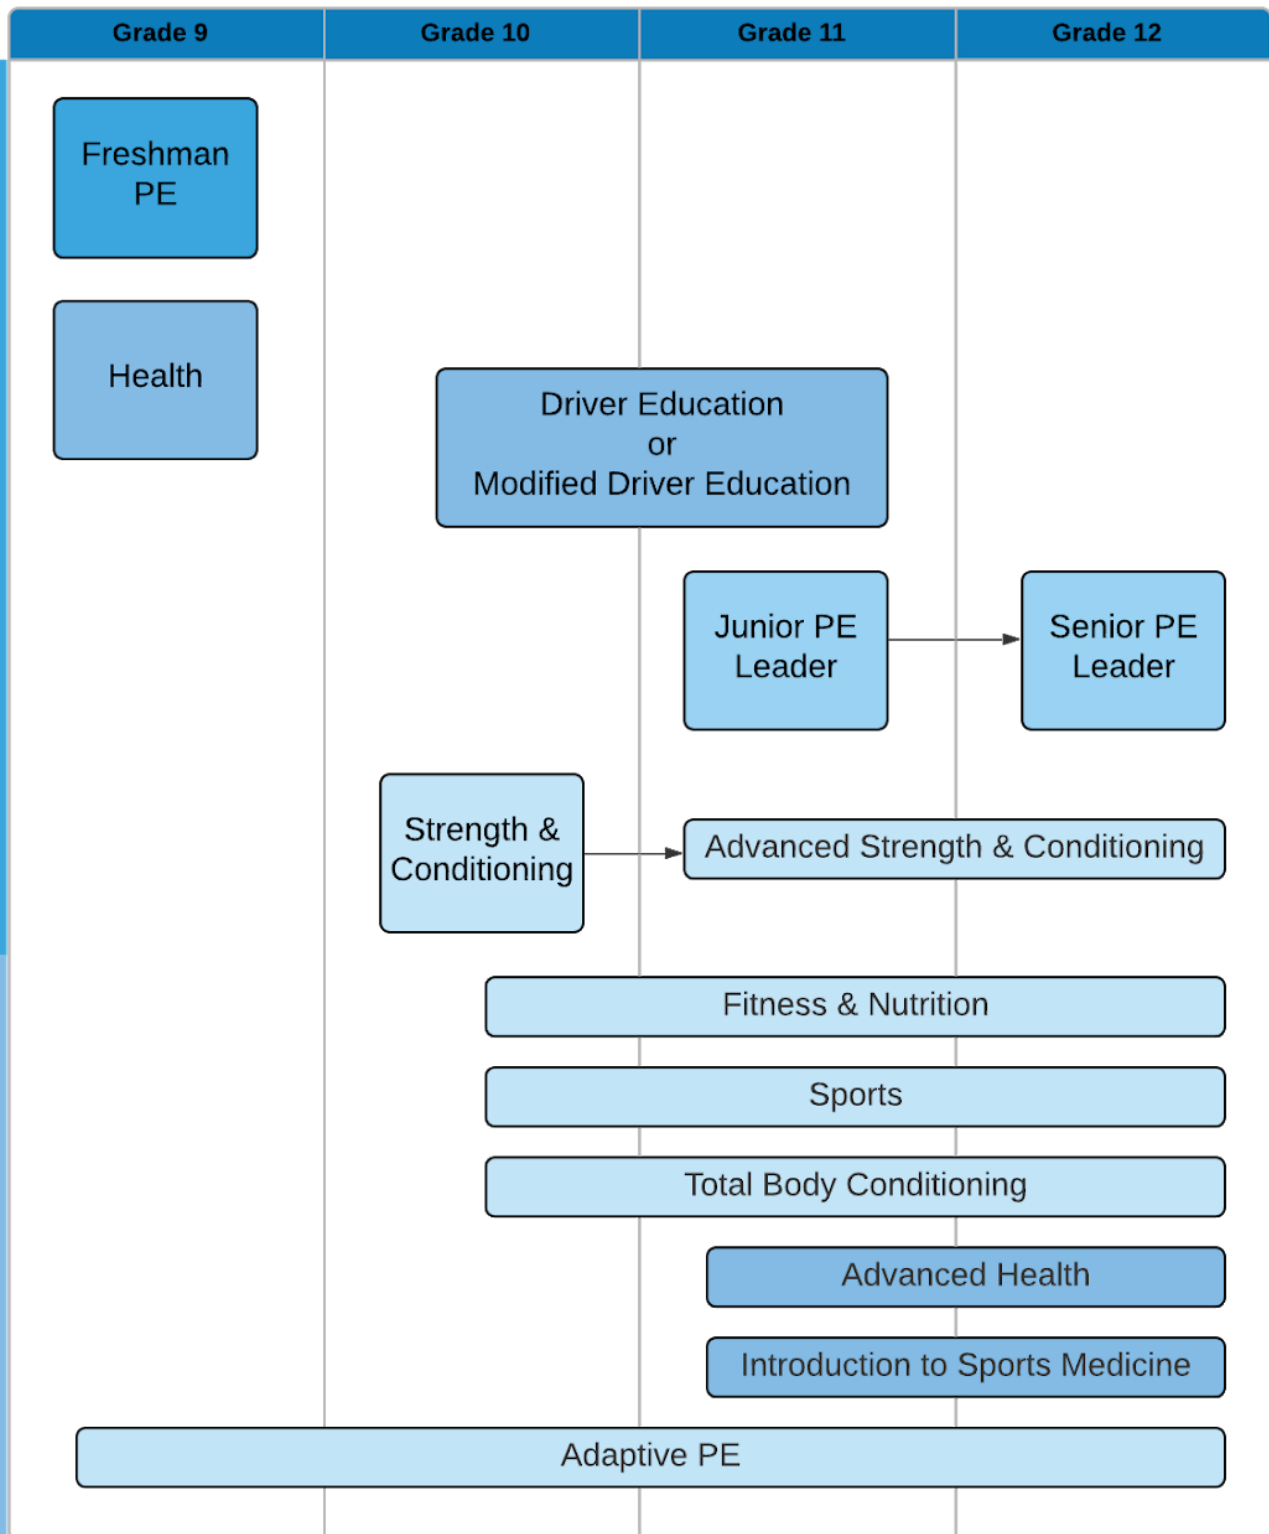 Grade 9
Grade 10
Grade 11
Grade 12
Freshman
PE
Health
Driver Education
or
Modified Driver Education
Junior PE
Leader
Senior PE
Leader
Strength &
Conditioning
Advanced Strength & Conditioning
Fitness & Nutrition
Sports
Total Body Conditioning
Advanced Health
Introduction to Sports Medicine
Adaptive PE